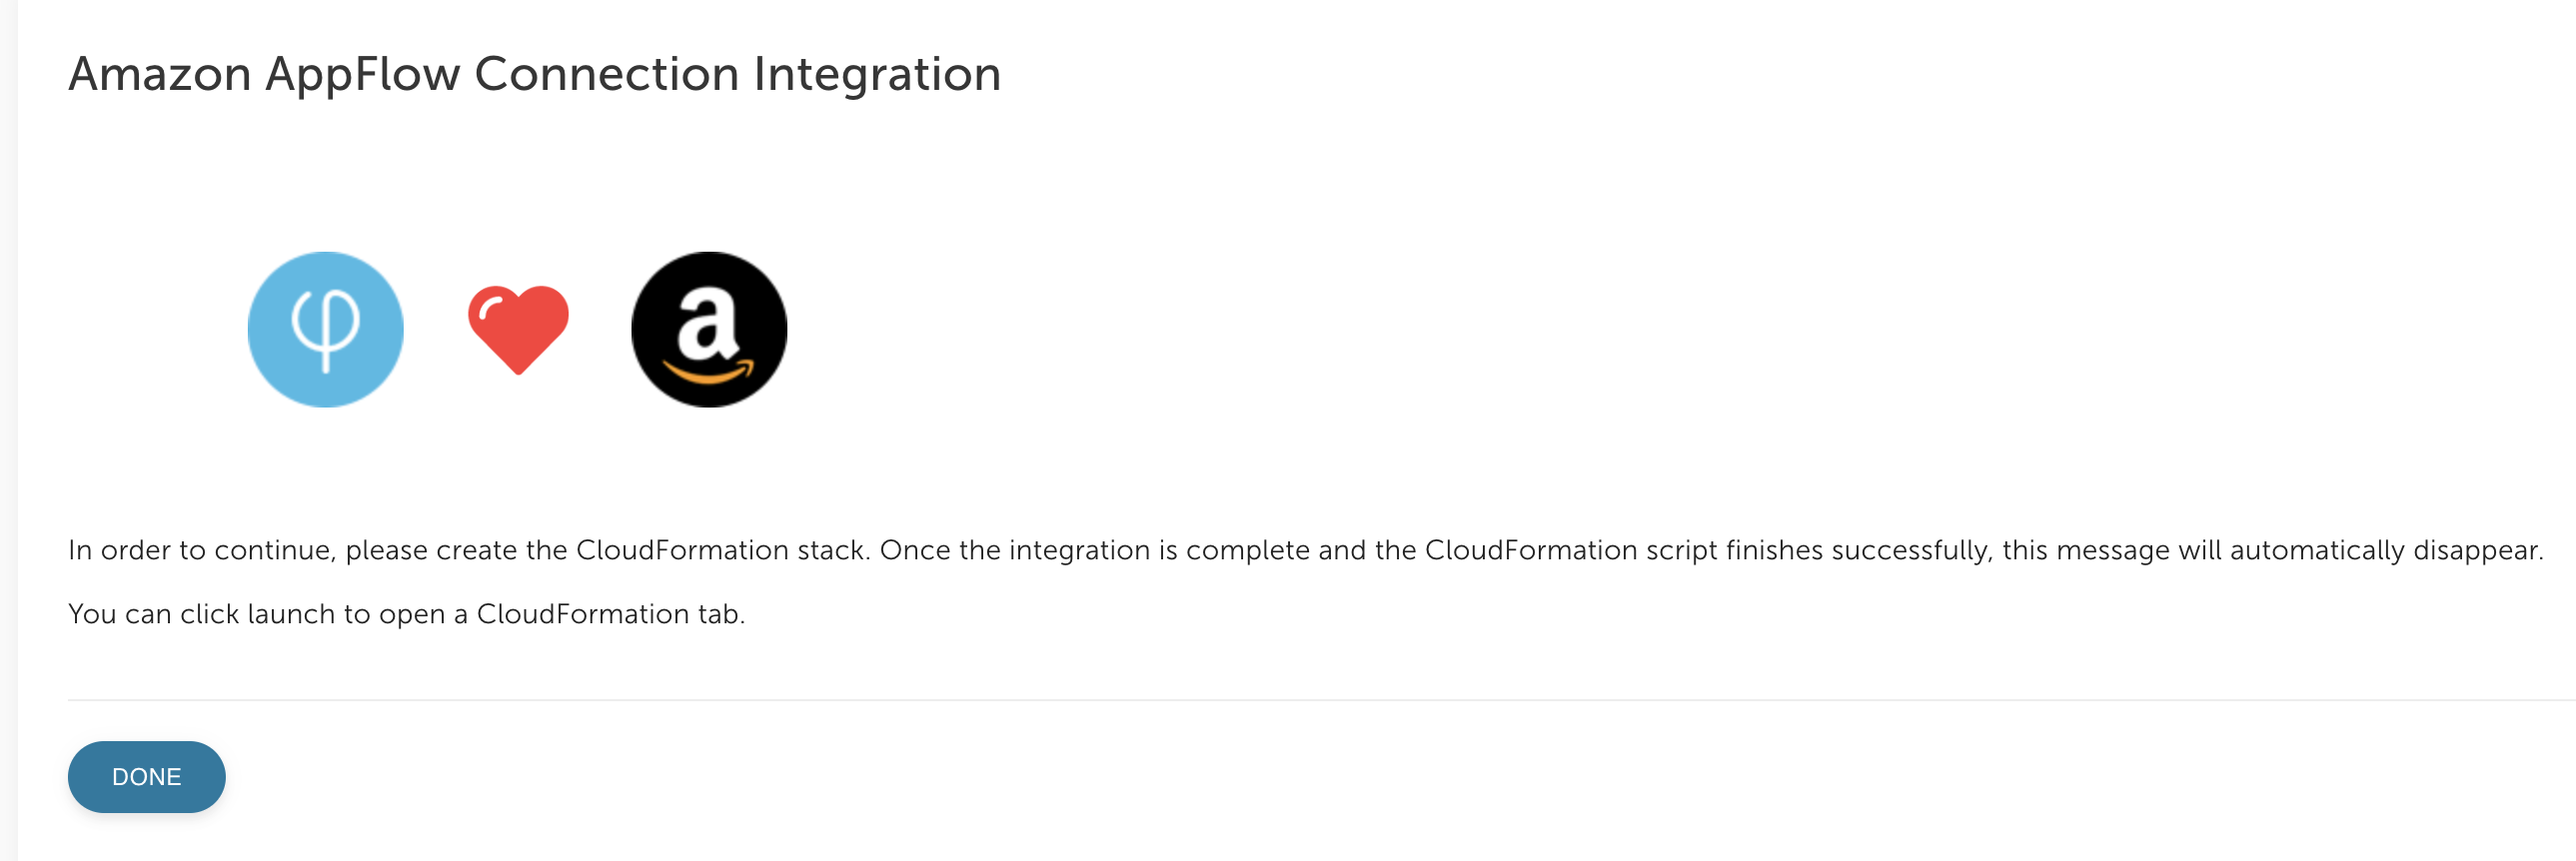 Amazon AppFlow Connection Integration
φ
a
In order to continue, please create the CloudFormation stack. Once the integration is complete and the CloudFormation script finishes successfully, this message will automatically disappear.
You can click launch to open a CloudFormation tab.
DONE